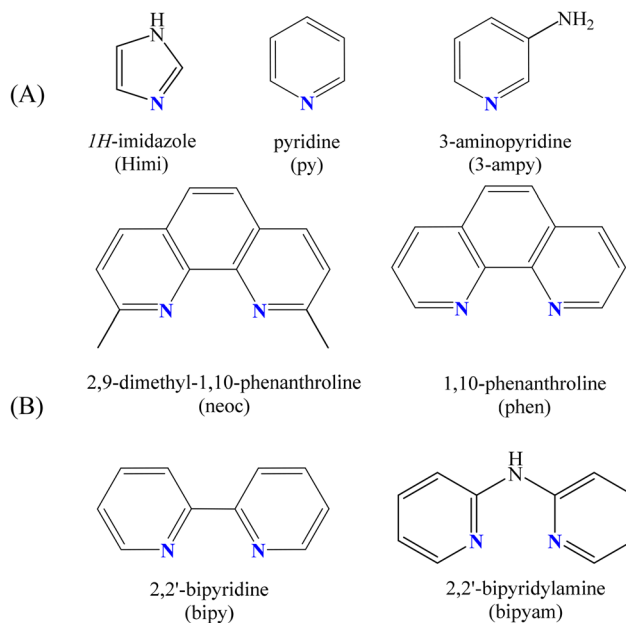 (A)
H
N
N
NH2
N
1H-imidazole
(Himi)
pyridine
(py)
3-aminopyridine
(3-ampy)
N
N
N
N
2,9-dimethyl-1,10-phenanthroline
(neoc)
1,10-phenanthroline
(phen)
(B)
H
N
N
N
N
N
2,2'-bipyridine
(bipy)
2,2'-bipyridylamine
(bipyam)